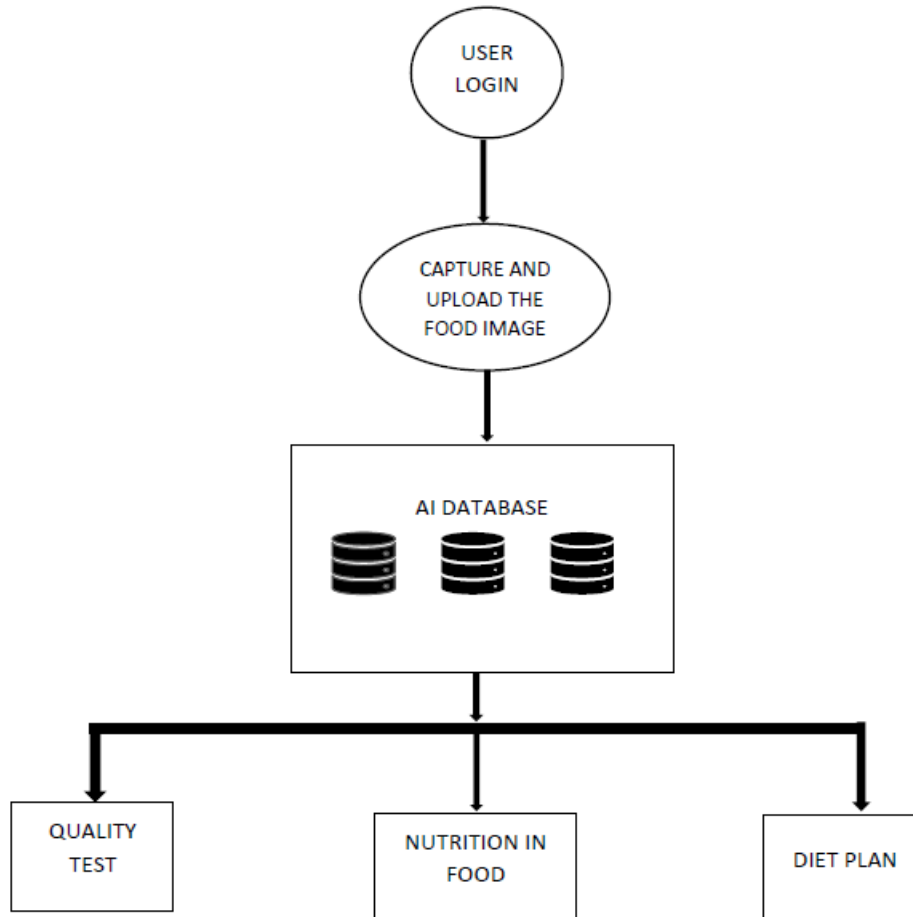 USER
LOGIN
CAPTURE AND
UPLOAD THE
FOOD IMAGE
AI DATABASE
QUALITY
TEST
NUTRITION IN
FOOD
DIET PLAN